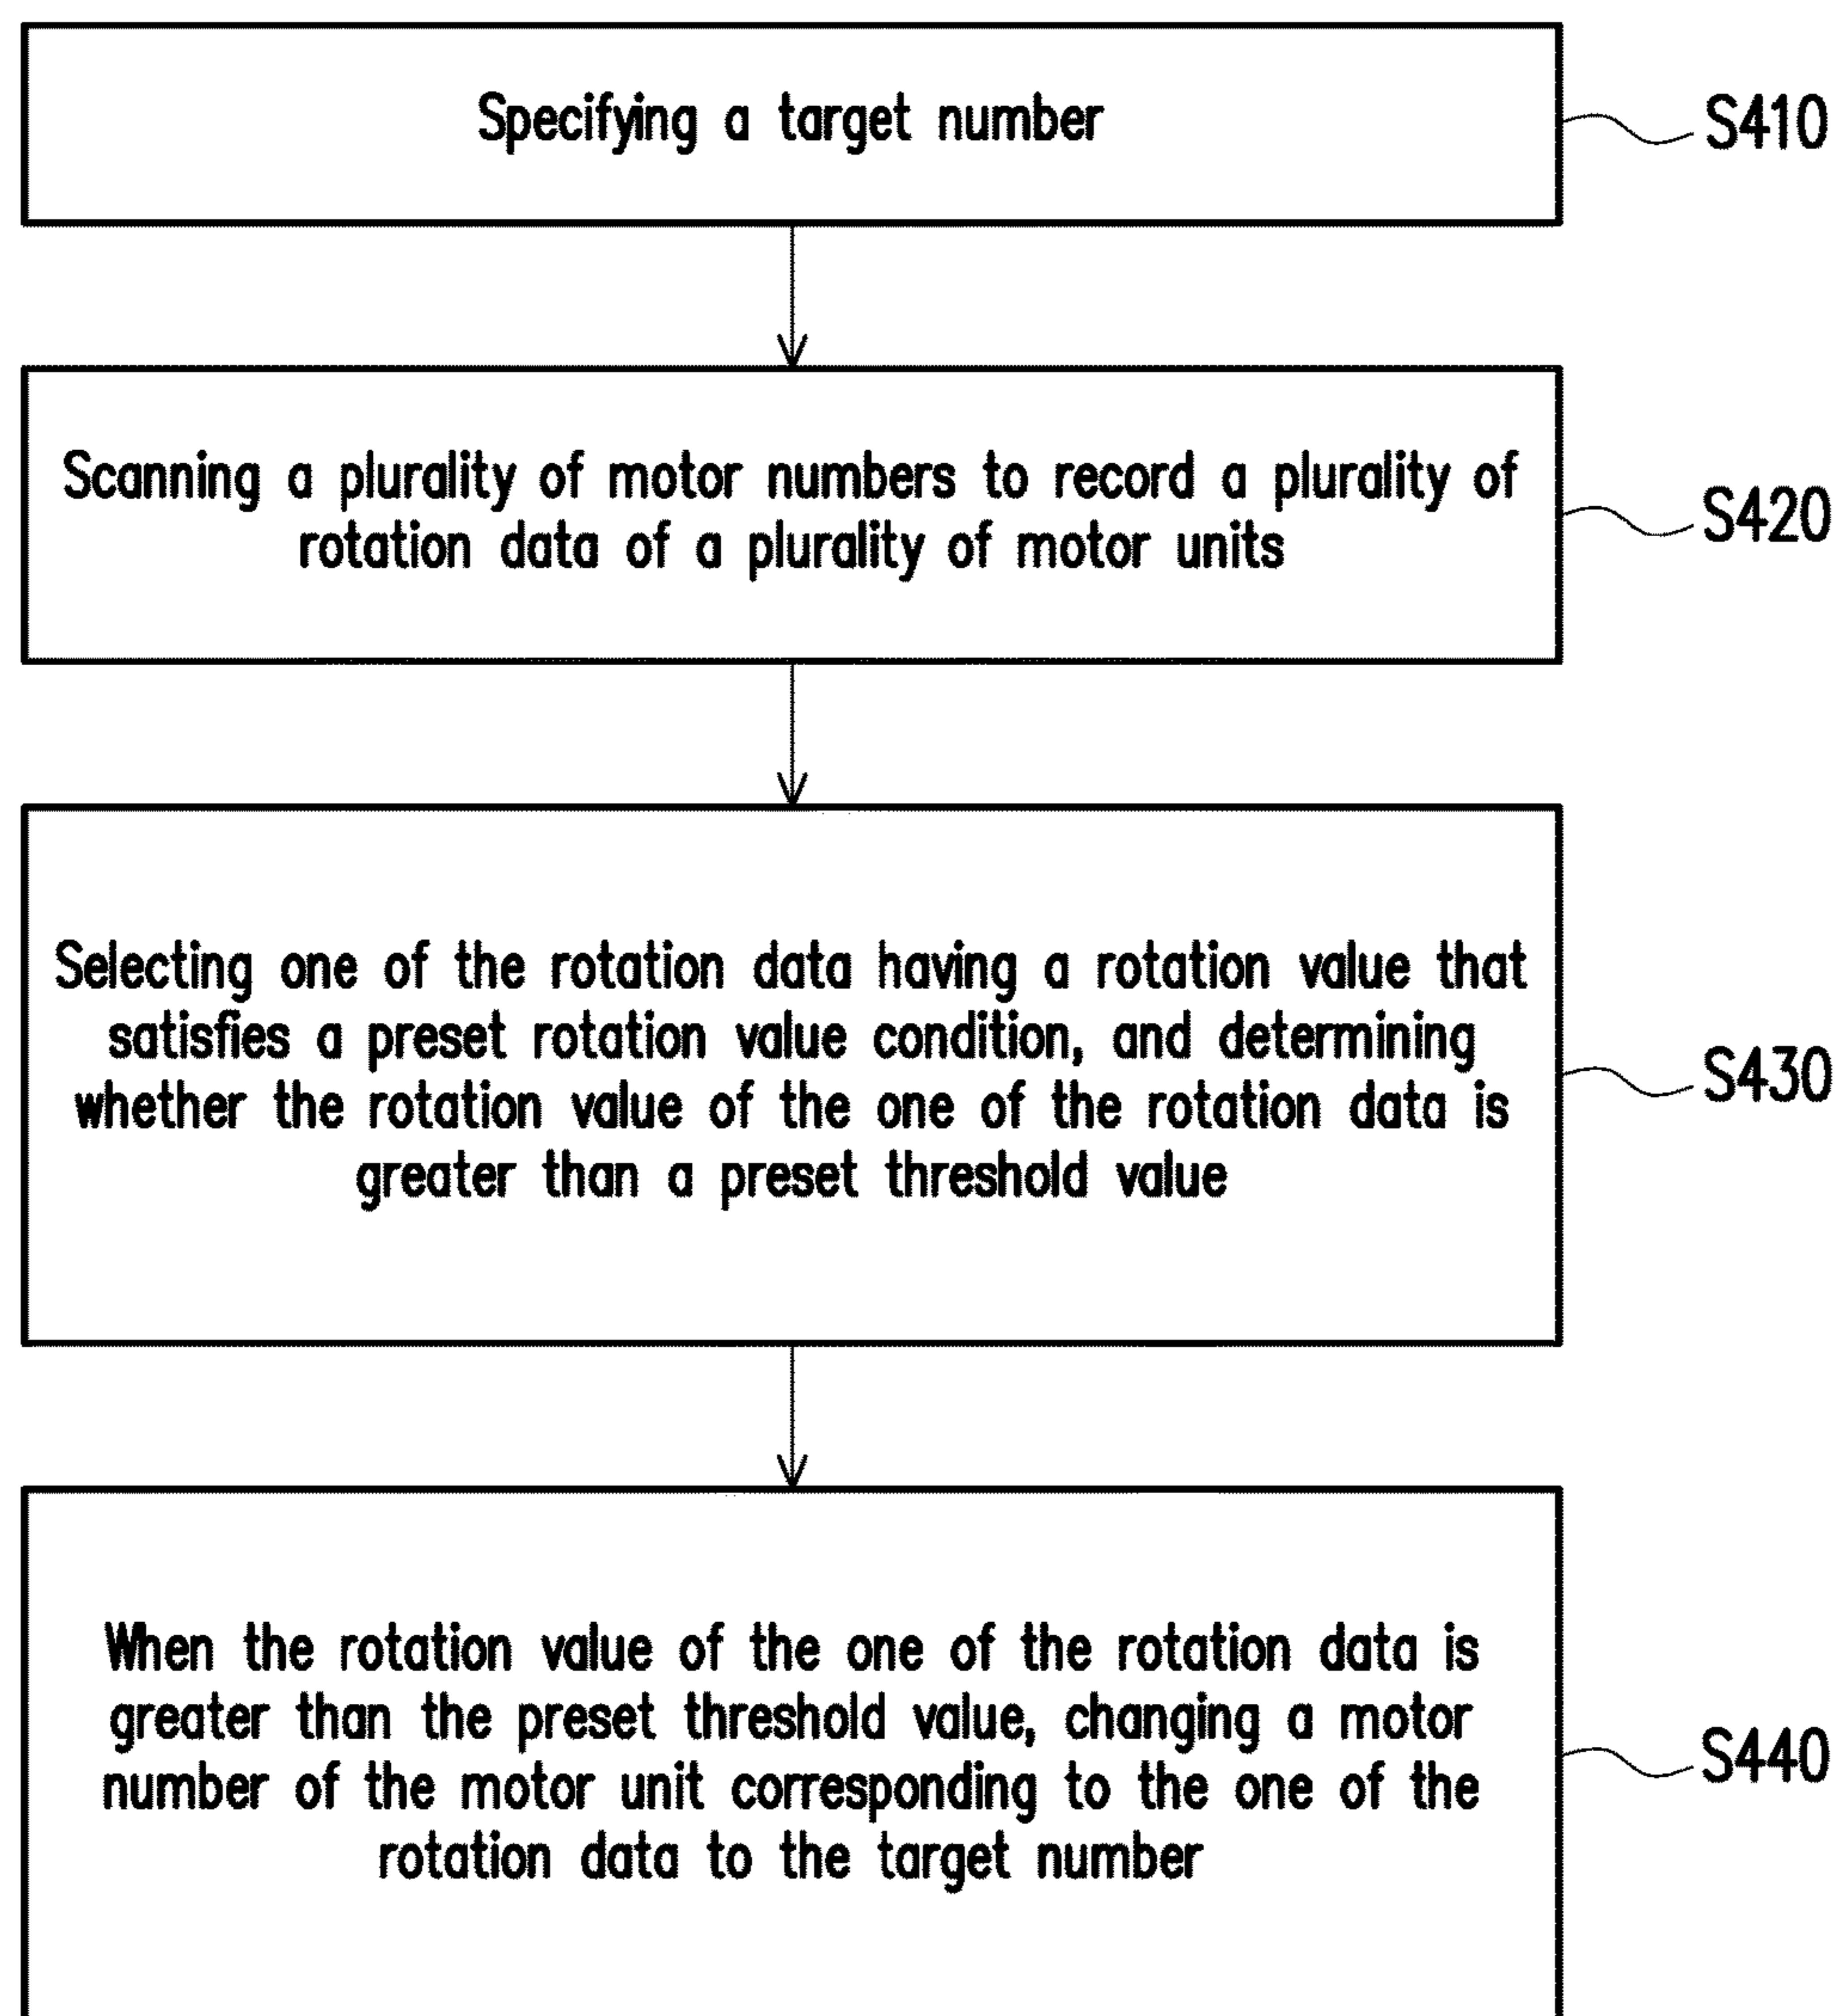 Specifying a target number
S410
Scanning a plurality of motor numbers to record a plurality of
rotation data of a plurality of motor units
S420
Selecting one of the rotation data having a rotation value that
satisfies a preset rotation value condition, and determining
whether the rotation value of the one of the rotation data is
greater than a preset threshold value
S430
When the rotation value of the one of the rotation data is
greater than the preset threshold value, changing a motor
number of the motor unit corresponding to the one of the
rotation data to the target number
S440